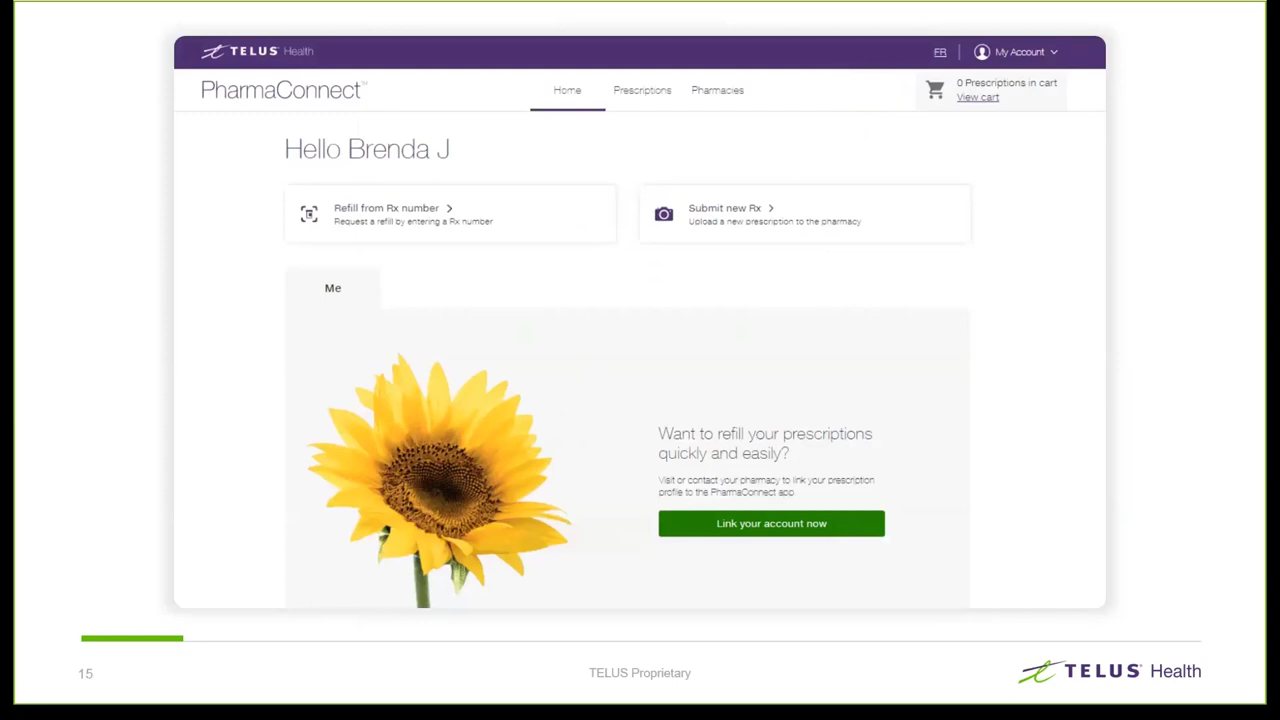 TELUS Health
FR
My Account
PharmaConnect™
Home
Prescriptions
Pharmacies
0 Prescriptions in cart
View cart
Hello Brenda J
Refill from Rx number
Request a refill by entering a Rx number
Submit new Rx
Upload a new prescription to the pharmacy
Me
Want to refill your prescriptions
quickly and easily?
Visit or contact your pharmacy to link your prescription
profile to the PharmaConnect app.
Link your account now
15
TELUS Proprietary
TELUS® Health